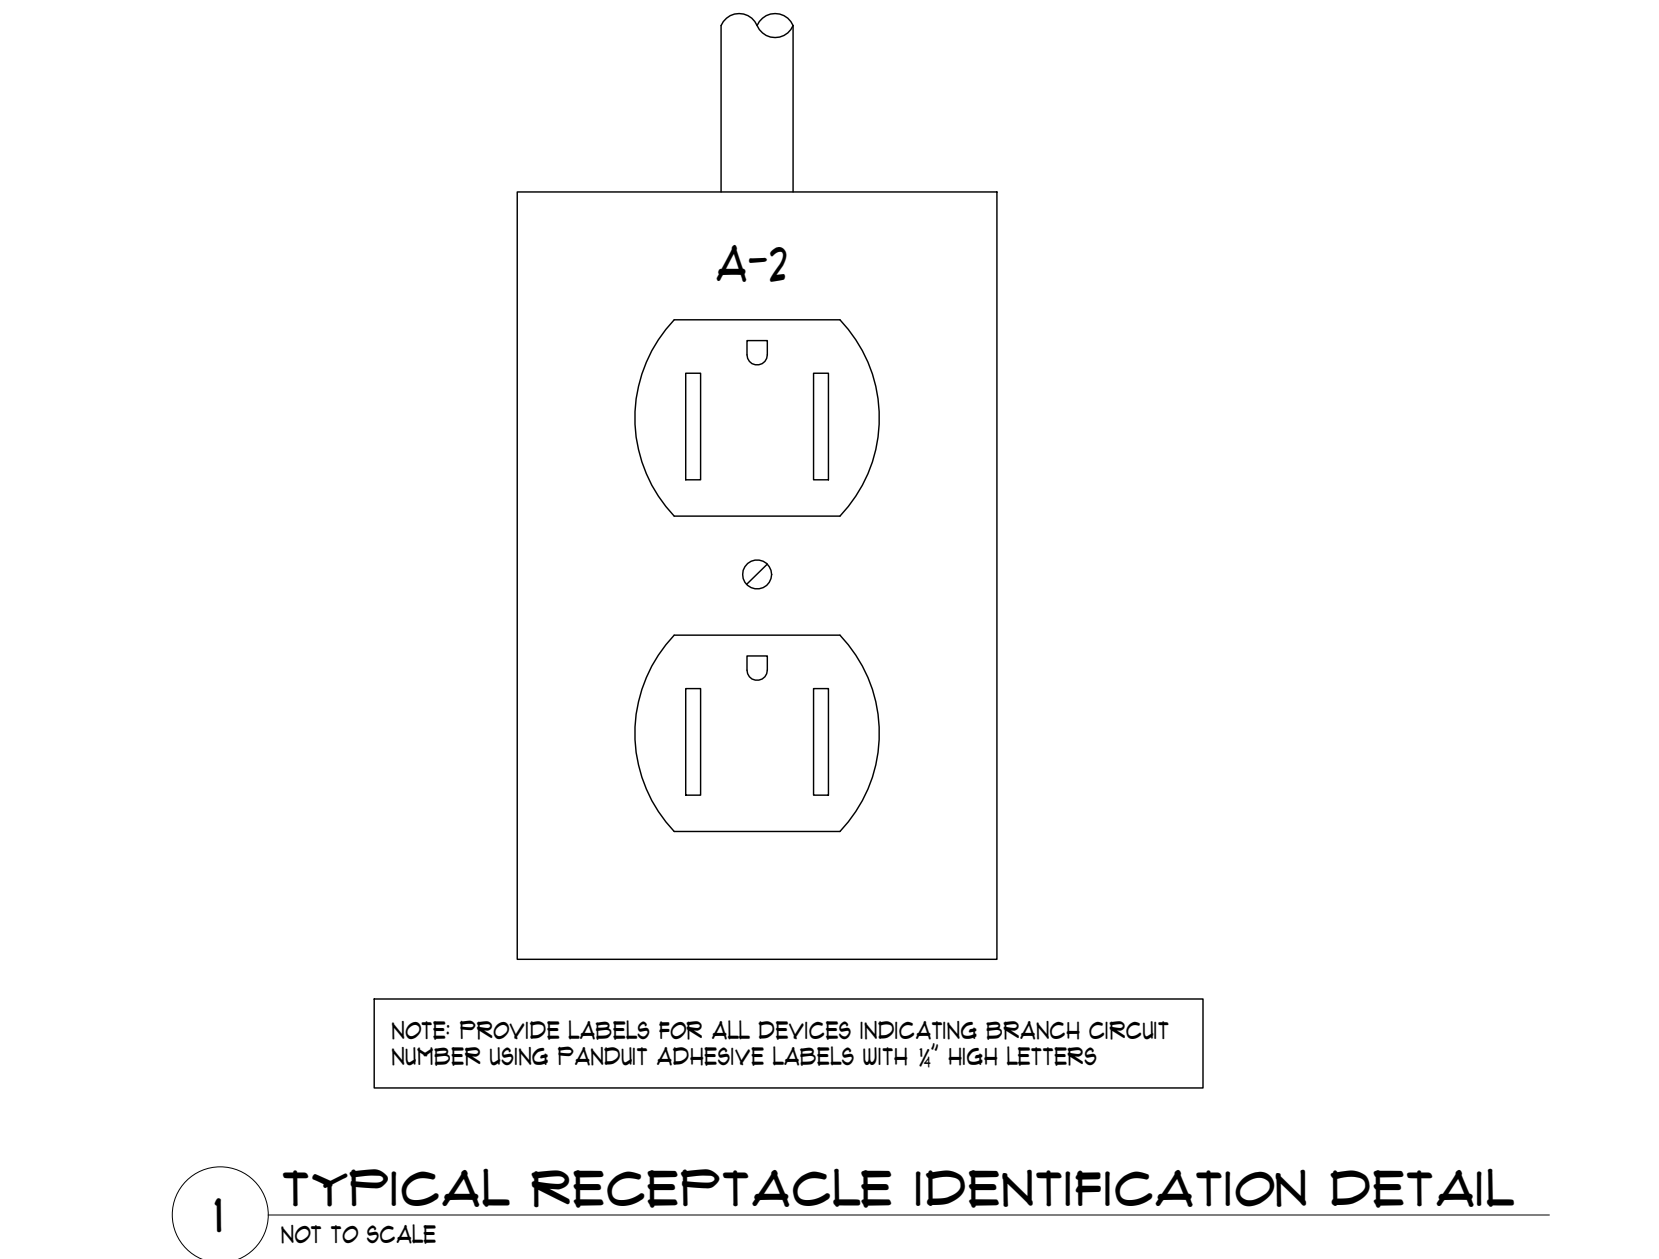 A-2
NOTE: PROVIDE LABELS FOR ALL DEVICES INDICATING BRANCH CIRCUIT
NUMBER USING PANDUIT ADHESIVE LABELS WITH ¼" HIGH LETTERS
1
TYPICAL RECEPTACLE IDENTIFICATION DETAIL
NOT TO SCALE